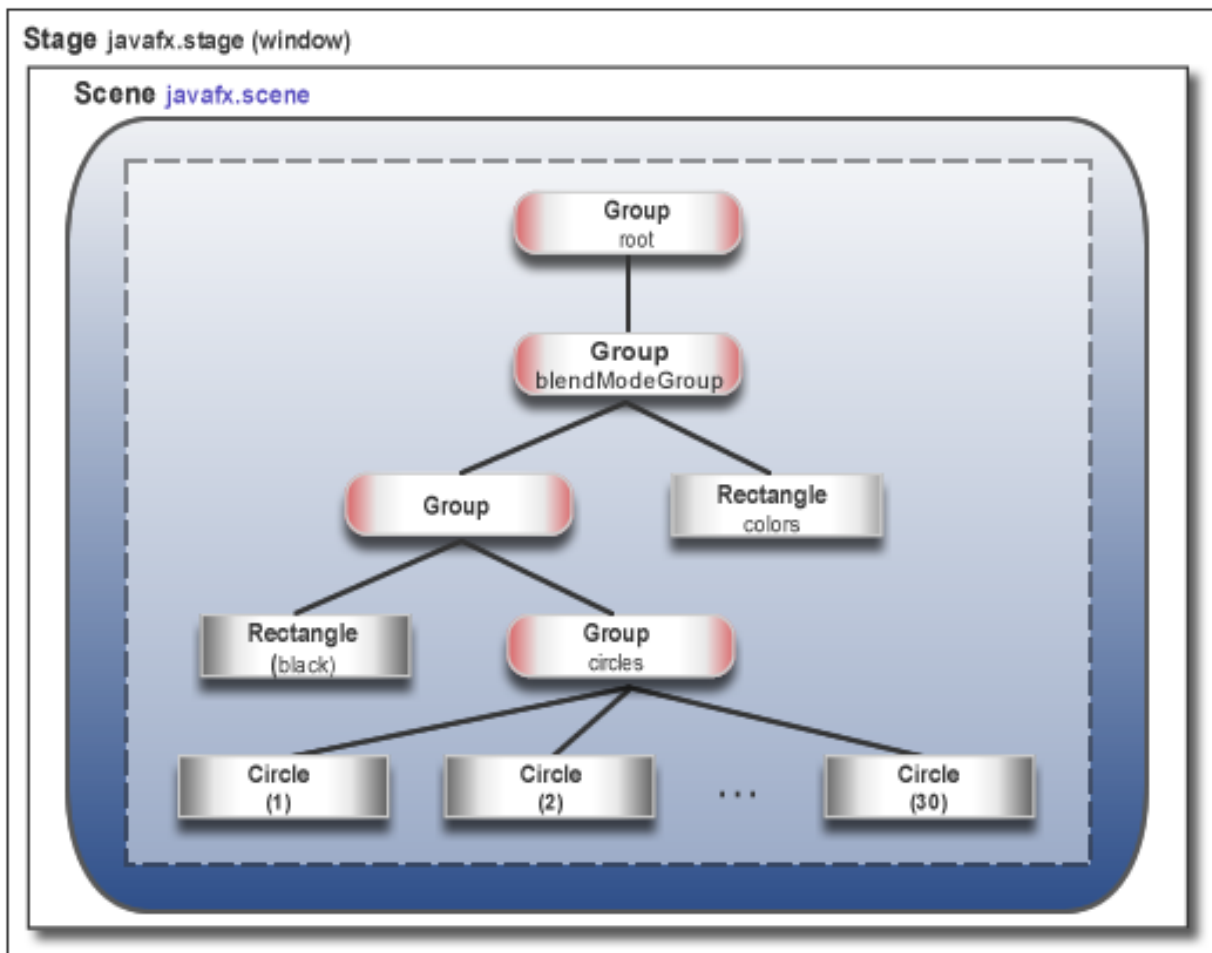 Stage javafx.stage (window)
Scene javafx.scene
Group
root
Group
blendModeGroup
Group
Rectangle
colors
Rectangle
(black)
Group
circles
Circle
(1)
Circle
(2)
...
Circle
(30)